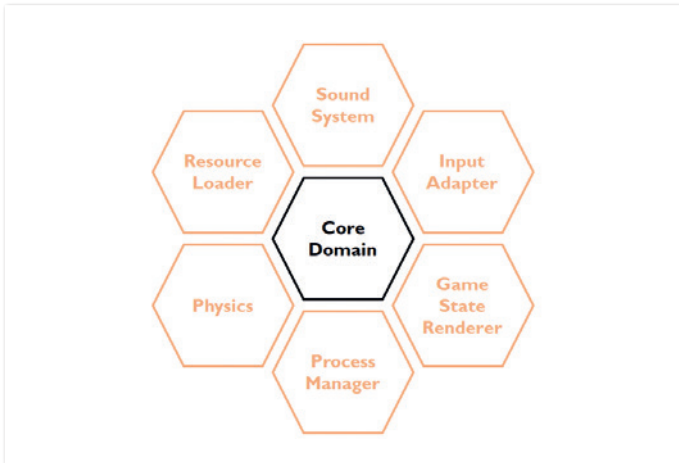 Sound
System
Resource
Loader
Input
Adapter
Core
Domain
Physics
Game
State
Renderer
Process
Manager